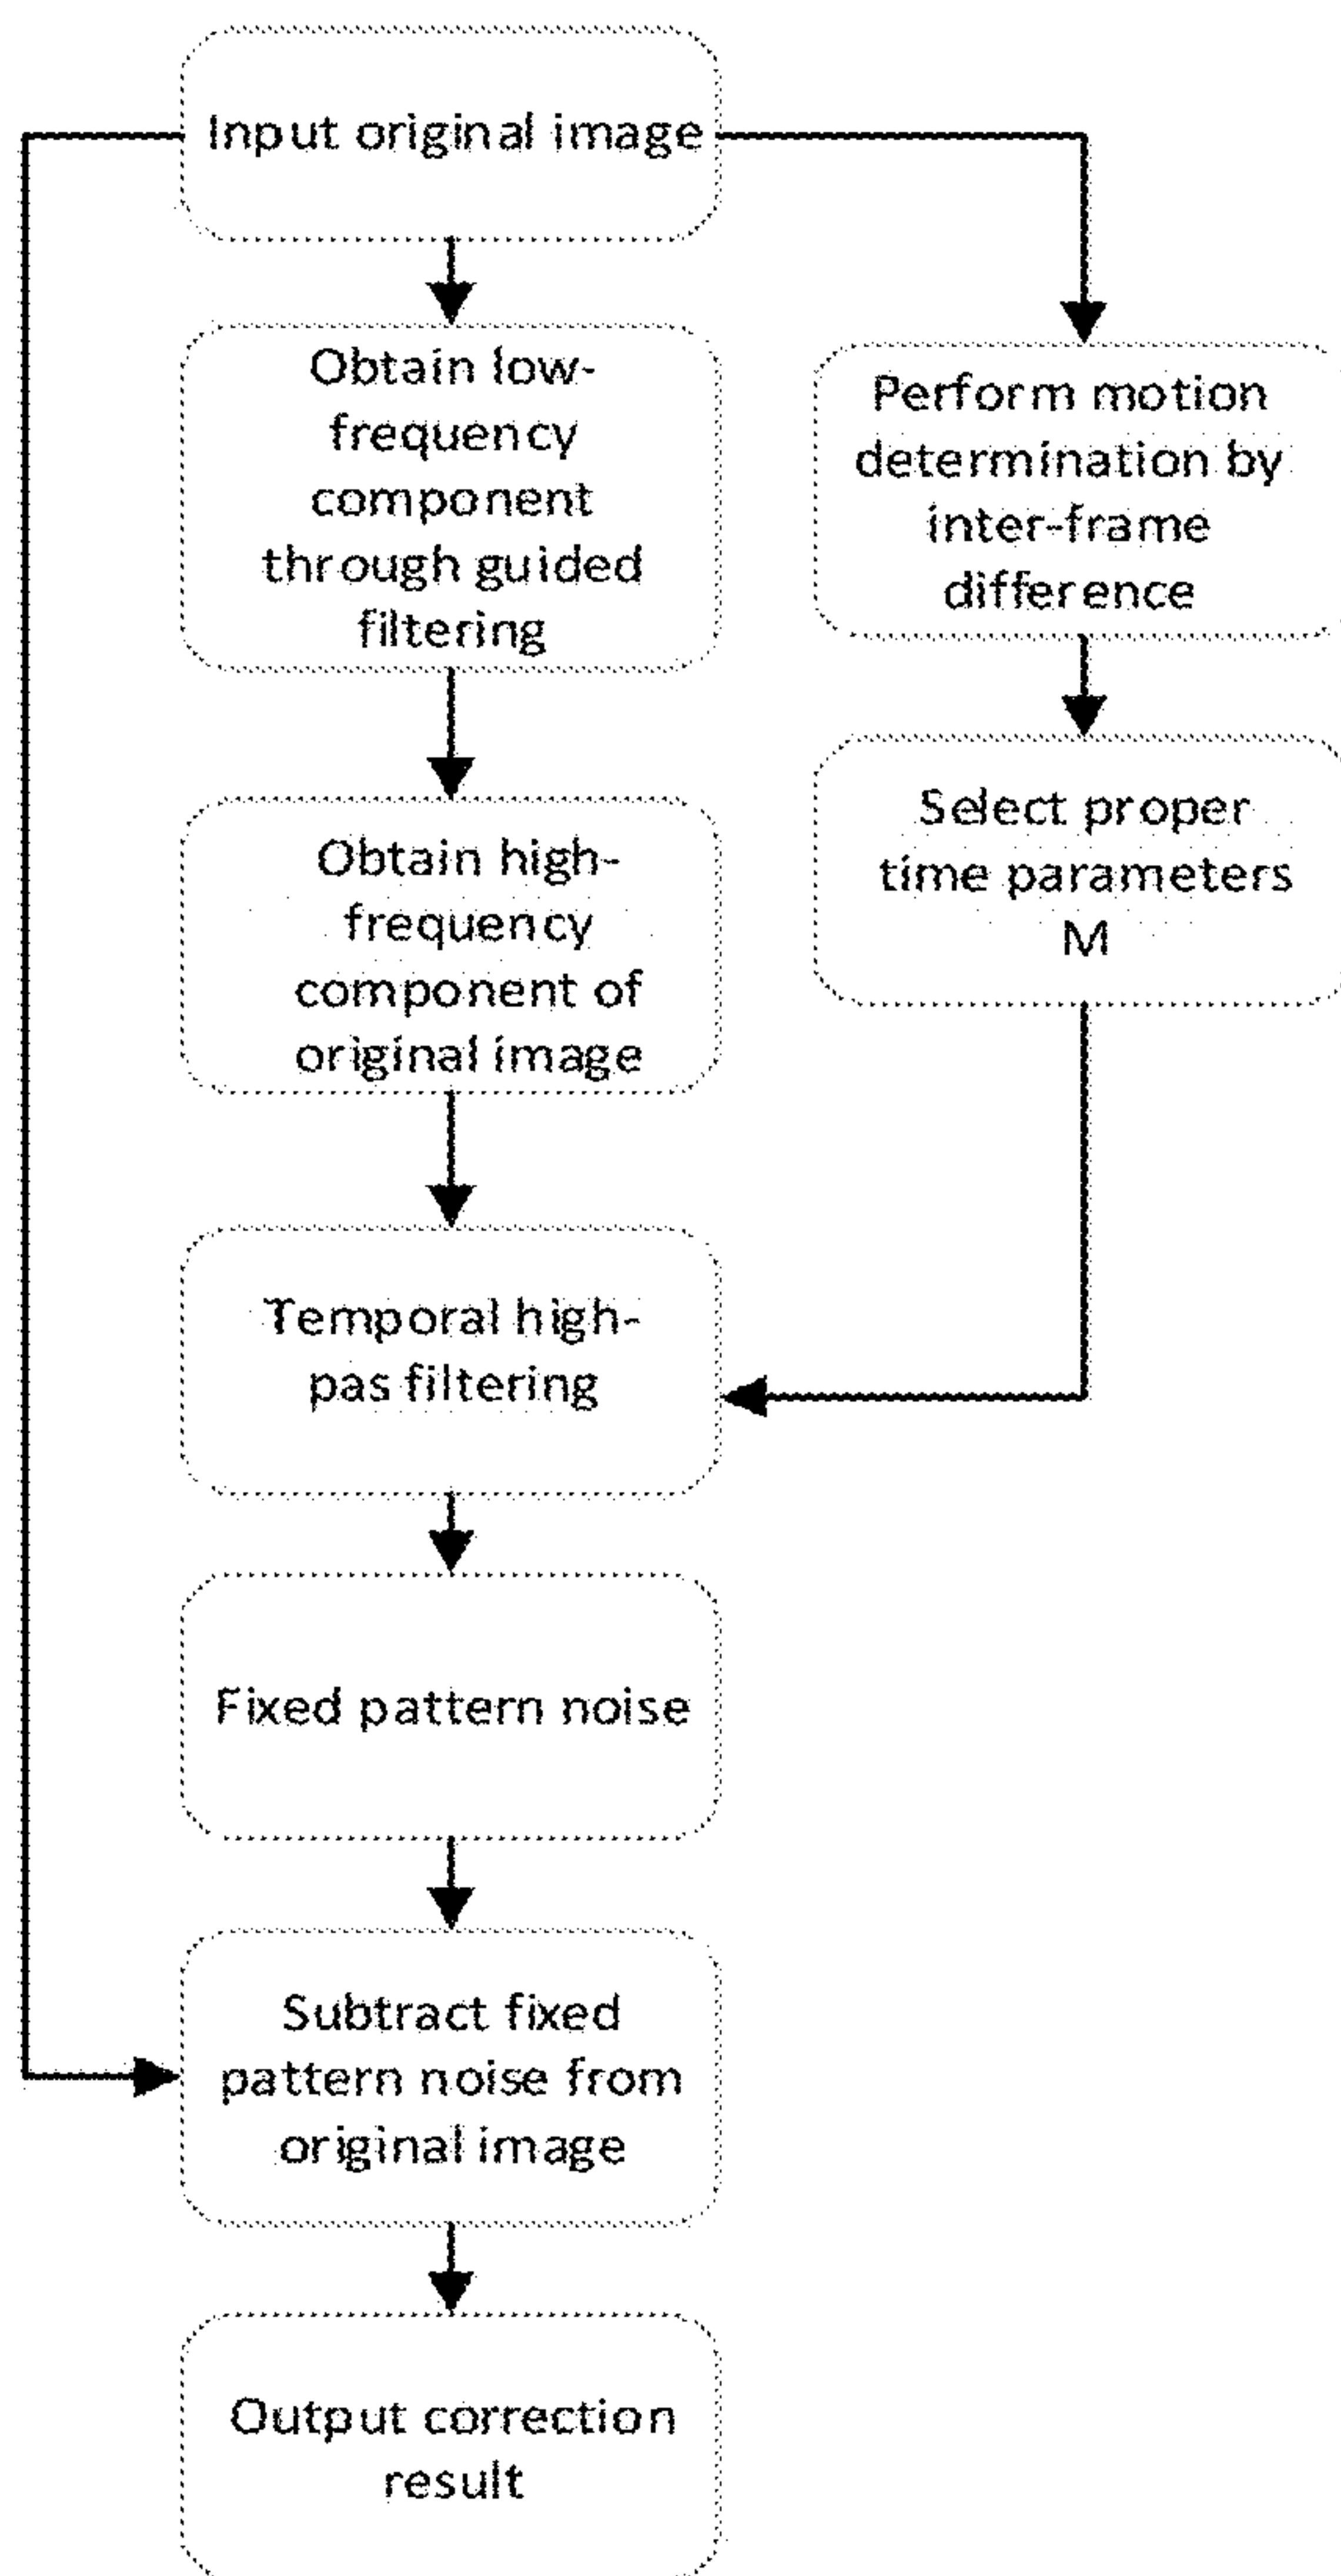 Input original image
Obtain low-
frequency
component
through guided
filtering
Perform motion
determination by
inter-frame
difference
Obtain high-
frequency
component of
original image
Select proper
time parameters
M
Temporal high-
pas filtering
Fixed pattern noise
Subtract fixed
pattern noise from
original image
Output correction
result